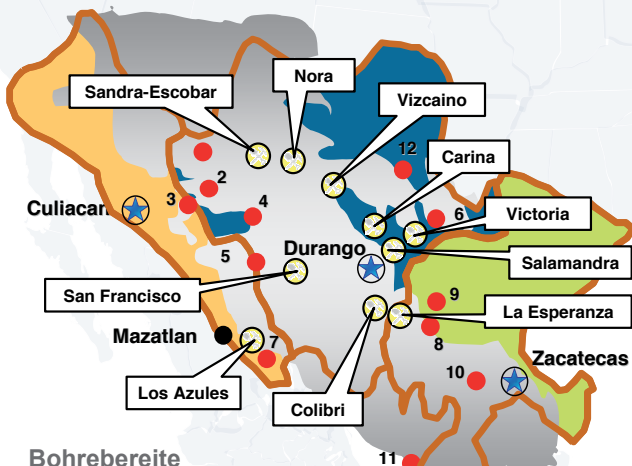 Nora
Sandra-Escobar
Vizcaino
12
Carina
2
3
4
Culiacan
6
Victoria
Durango
5
Salamandra
San Francisco
9
La Esperanza
Mazatlan
8
7
Zacatecas
10
Los Azules
Colibri
Bohrebereite
11